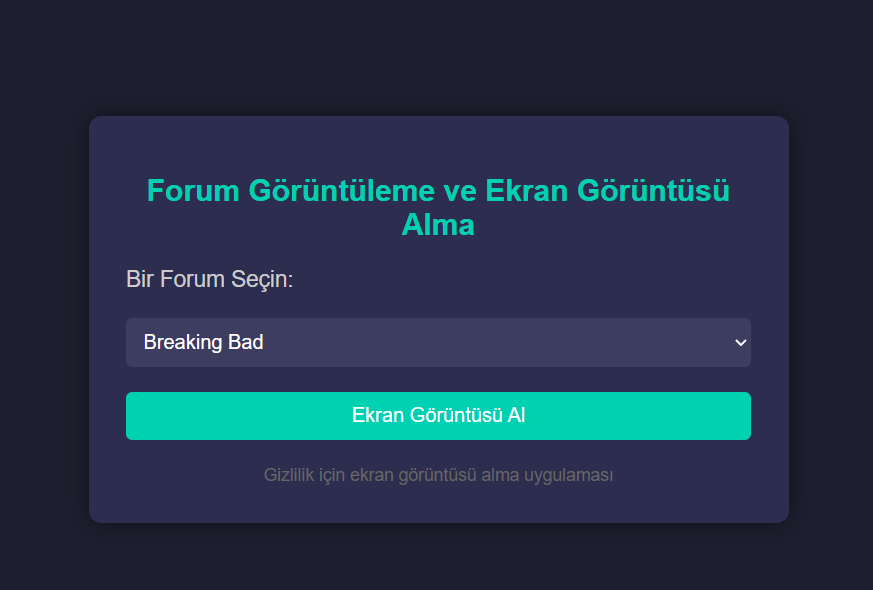 Forum Görüntüleme ve Ekran Görüntüsü
Alma
Bir Forum Seçin:
Breaking Bad
Ekran Görüntüsü Al
Gizlilik için ekran görüntüsü alma uygulaması